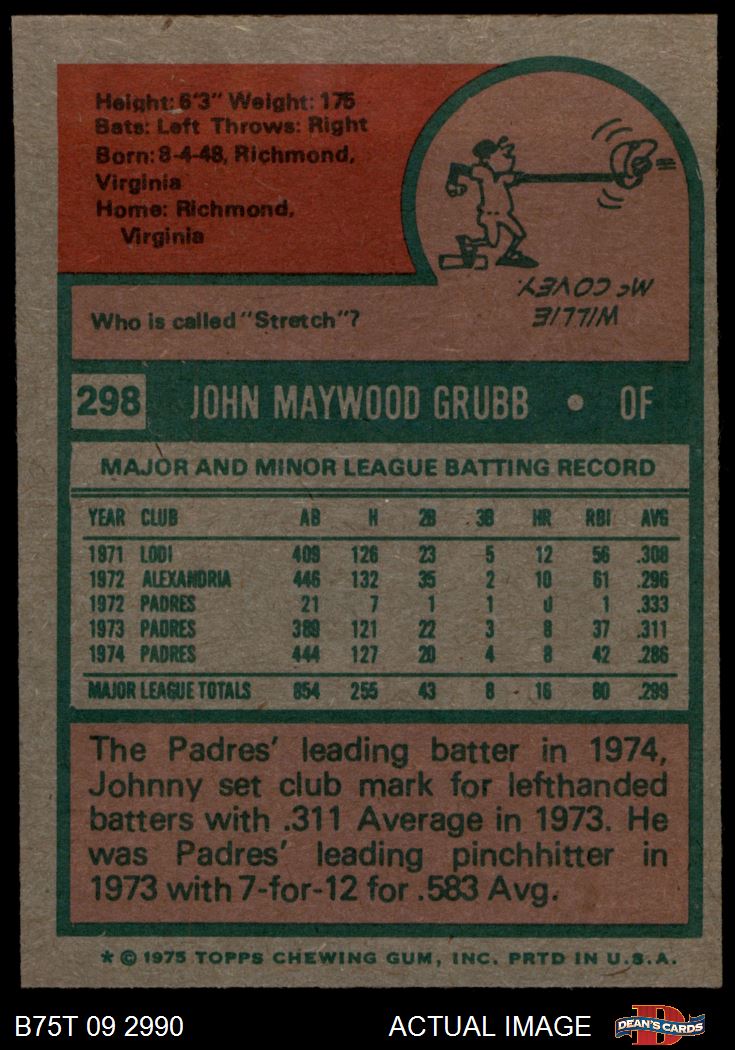 Height: 6'3" Weight: 175
Bats: Left Throws: Right
Born: 8-4-48, Richmond,
Virginia
Home: Richmond,
Virginia
Who is called "Stretch"?
WILLIE
McCOVEY
298 JOHN MAYWOOD GRUBB • OF
MAJOR AND MINOR LEAGUE BATTING RECORD
YEAR CLUB AB H 2B 3B HR RBI AVG
1971 LODI 409 126 23 5 12 56 .308
1972 ALEXANDRIA 446 132 35 2 10 61 .296
1972 PADRES 21 7 1 1 0 1 .333
1973 PADRES 389 121 22 3 8 37 .311
1974 PADRES 444 127 20 4 8 42 .286
MAJOR LEAGUE TOTALS 854 255 43 8 16 80 .299
The Padres' leading batter in 1974,
Johnny set club mark for lefthanded
batters with .311 Average in 1973. He
was Padres' leading pinchhitter in
1973 with 7-for-12 for .583 Avg.
* © 1975 TOPPS CHEWING GUM, INC. PRTD IN U.S.A.
B75T 09 2990 ACTUAL IMAGE DEAN'S CARDS